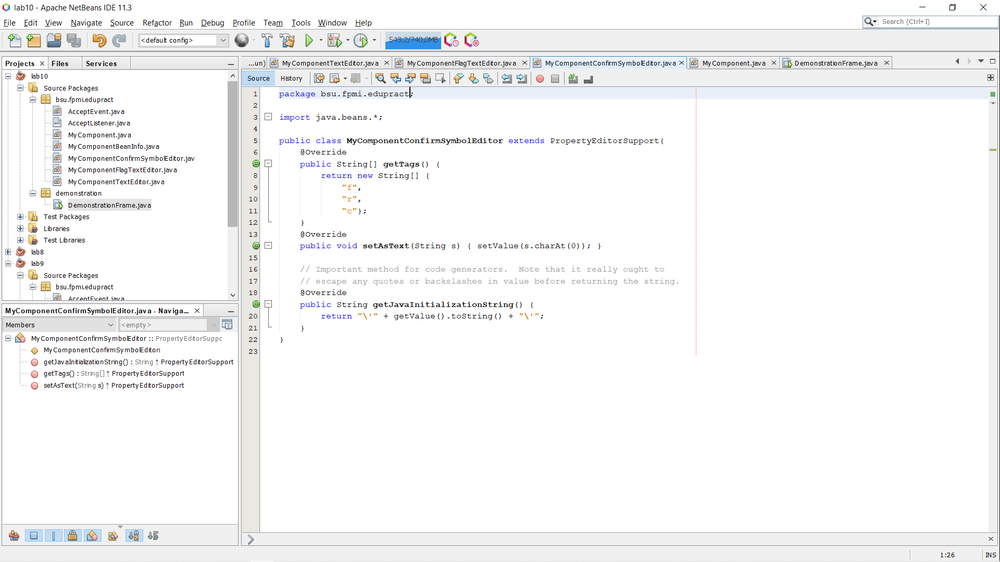 lab10 - Apache NetBeans IDE 11.3
File Edit View Navigate Source Refactor Run Debug Profile Team Tools Window Help
Search (Ctrl+I)
<default config>
543,2/740,0MB
Projects Files Services
lab10
Source Packages
bsu.fpmi.edupract
AcceptEvent.java
AcceptListener.java
MyComponent.java
MyComponentBeanInfo.java
MyComponentConfirmSymbolEditor.jav
MyComponentFlagTextEditor.java
MyComponentTextEditor.java
demonstration
DemonstrationFrame.java
Test Packages
Libraries
Test Libraries
lab8
lab9
Source Packages
bsu.fpmi.edupract
AcceptEvent.java
MyComponentConfirmSymbolEditor.java - Naviga...
Members <empty>
MyComponentConfirmSymbolEditor :: PropertyEditorSuppo
MyComponentConfirmSymbolEditor(
getJavaInitializationString() : String ↑ PropertyEditorSupport
getTags() : String[] ↑ PropertyEditorSupport
setAsText(String s) ↑ PropertyEditorSupport
...un) MyComponentTextEditor.java MyComponentFlagTextEditor.java MyComponentConfirmSymbolEditor.java MyComponent.java DemonstrationFrame.java
Source History
1 package bsu.fpmi.edupract;
2
3 import java.beans.*;
4
5 public class MyComponentConfirmSymbolEditor extends PropertyEditorSupport{
6 @Override
public String[] getTags() {
8 return new String[] {
9 "f",
10 "r",
11 "c"};
12 }
13 @Override
public void setAsText(String s) { setValue(s.charAt(0)); }
15
16 // Important method for code generators.  Note that it really ought to
17 // escape any quotes or backslashes in value before returning the string.
18 @Override
public String getJavaInitializationString() {
20 return "\'" + getValue().toString() + "\'";
21 }
22 }
23
1:26 INS